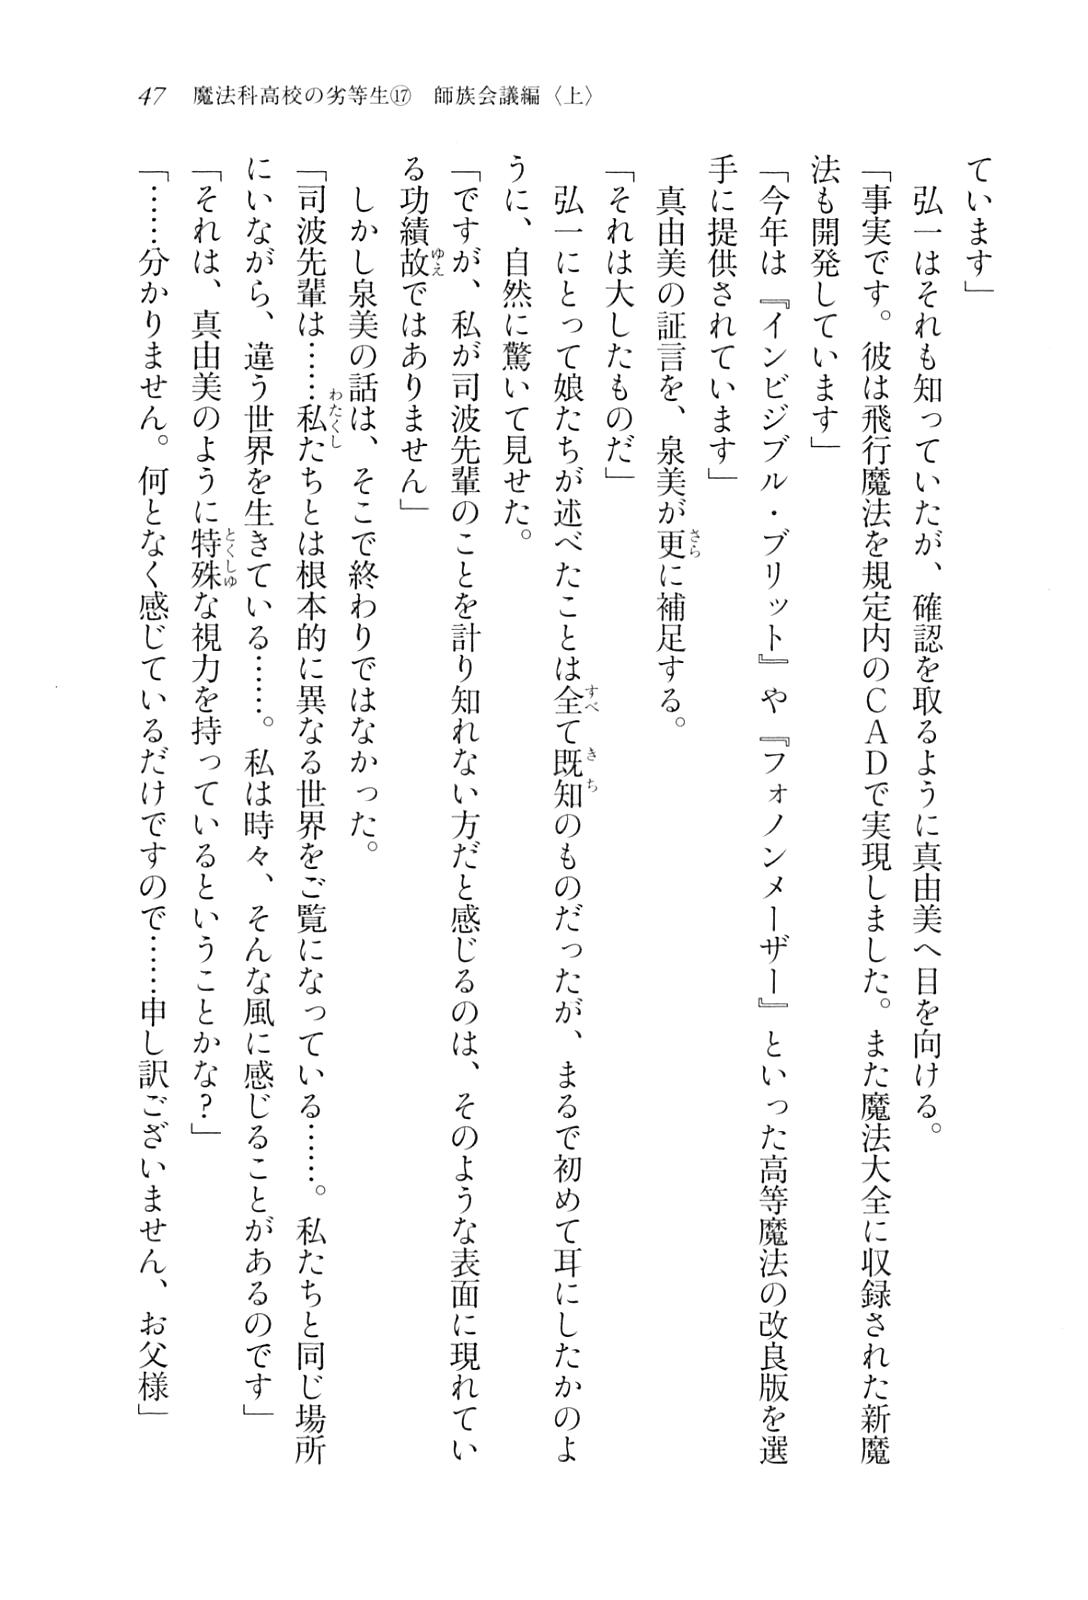 47　魔法科高校の劣等生⑰　師族会議編〈上〉
ています」
　弘一はそれも知っていたが、確認を取るように真由美へ目を向ける。
「事実です。彼は飛行魔法を規定内のＣＡＤで実現しました。また魔法大全に収録された新魔
法も開発しています」
「今年は『インビジブル・ブリット』や『フォノンメーザー』といった高等魔法の改良版を選
手に提供されています」
　真由美の証言を、泉美が更さらに補足する。
「それは大したものだ」
　弘一にとって娘たちが述べたことは全すべて既知きちのものだったが、まるで初めて耳にしたかのよ
うに、自然に驚いて見せた。
「ですが、私が司波先輩のことを計り知れない方だと感じるのは、そのような表面に現れてい
る功績故ゆえではありません」
　しかし泉美の話は、そこで終わりではなかった。
「司波先輩は……私わたくしたちとは根本的に異なる世界をご覧になっている……。私たちと同じ場所
にいながら、違う世界を生きている……。私は時々、そんな風に感じることがあるのです」
「それは、真由美のように特殊とくしゆな視力を持っているということかな？」
「……分かりません。何となく感じているだけですので……申し訳ございません、お父様」